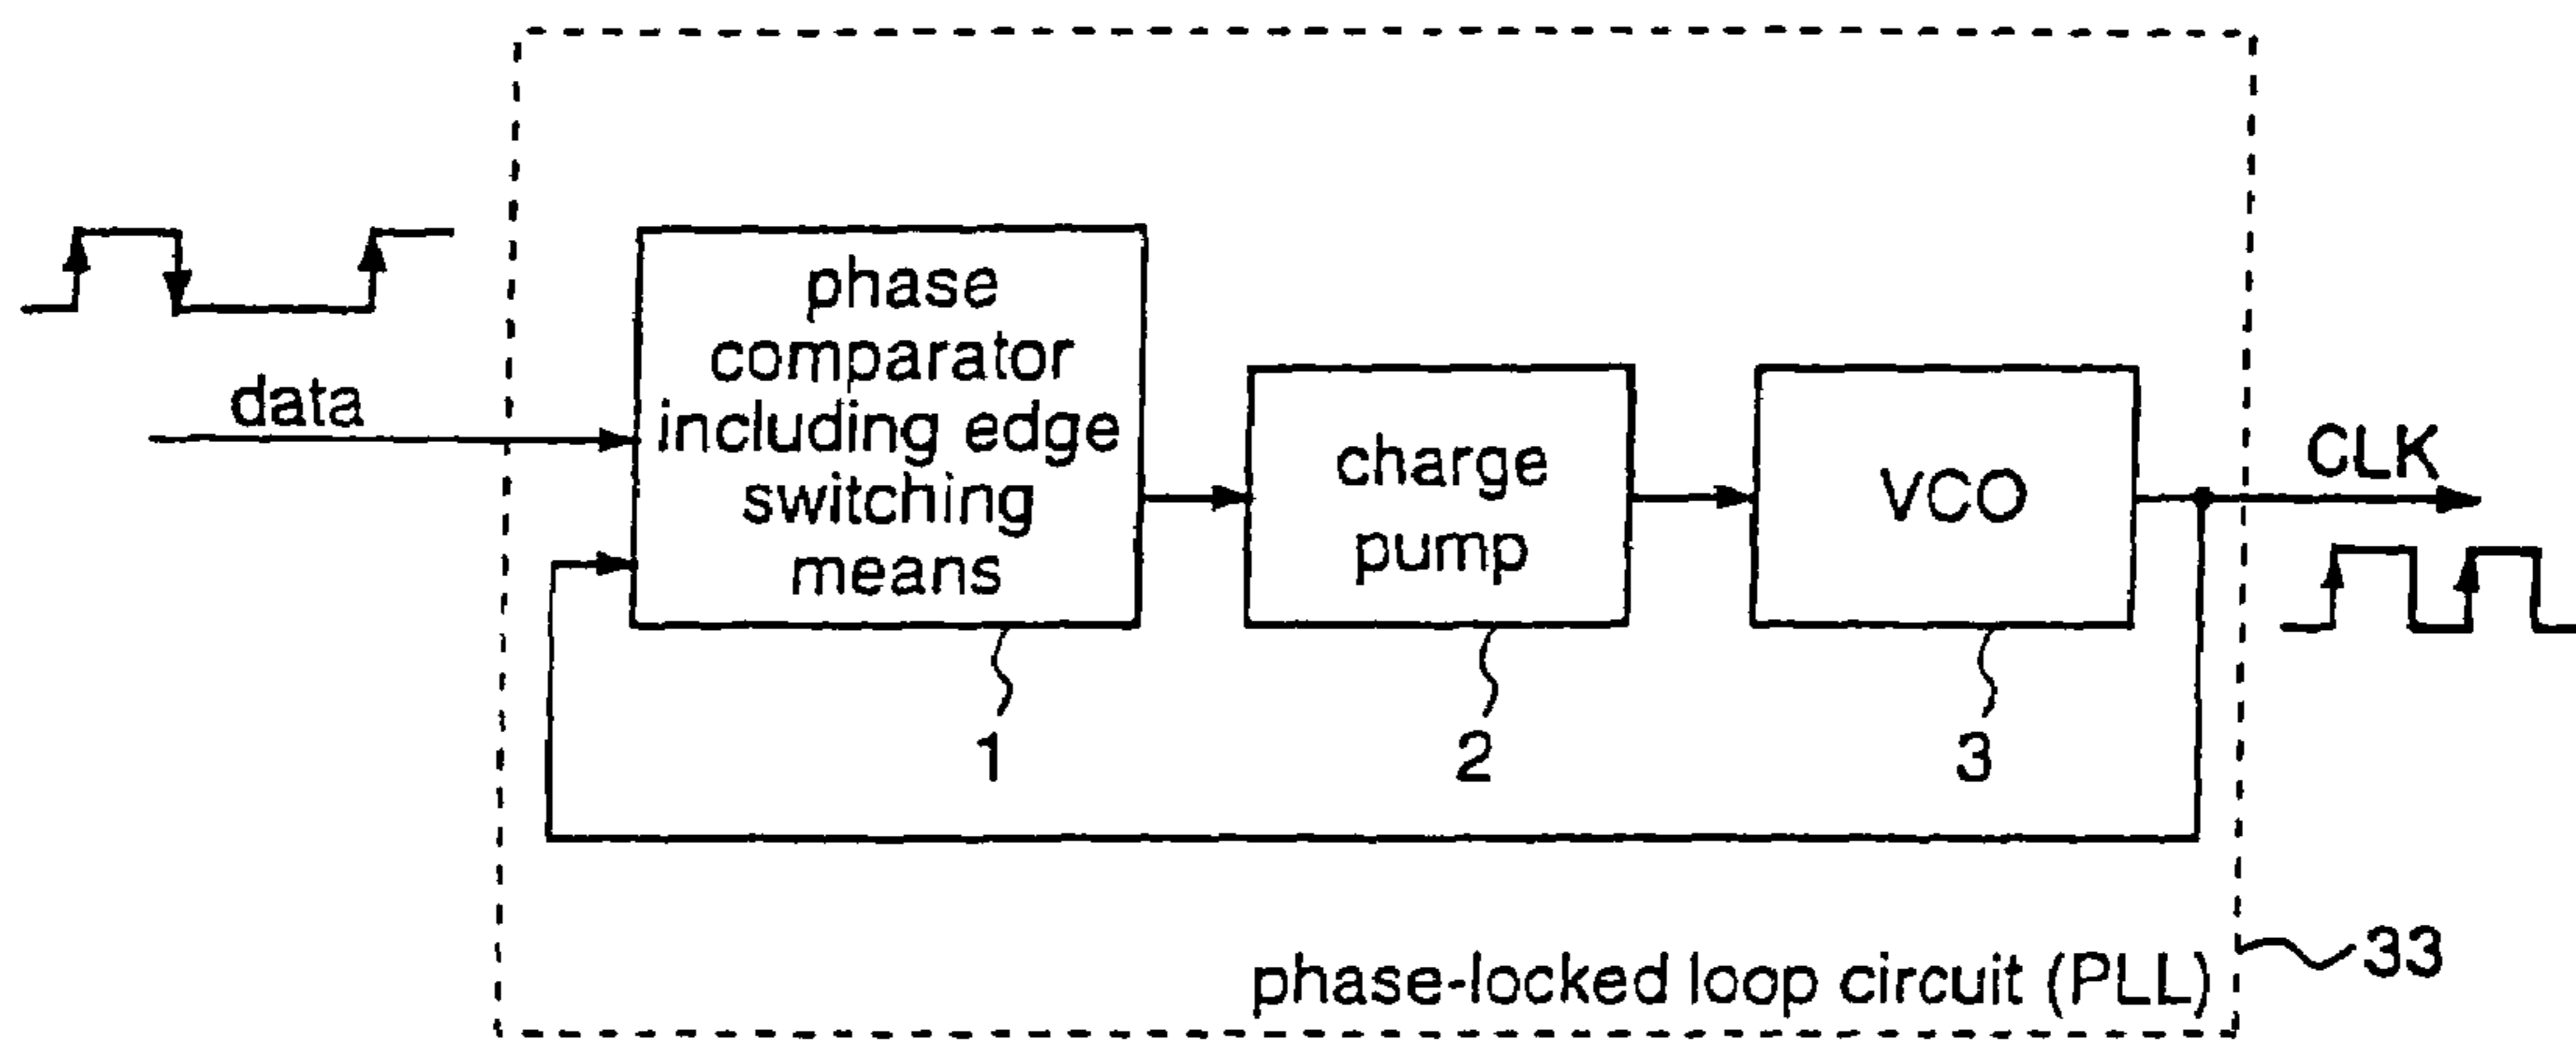 data
phase
comparator
including edge
switching
means
charge
pump
VCO
CLK
1
2
3
33
phase-locked loop circuit (PLL)